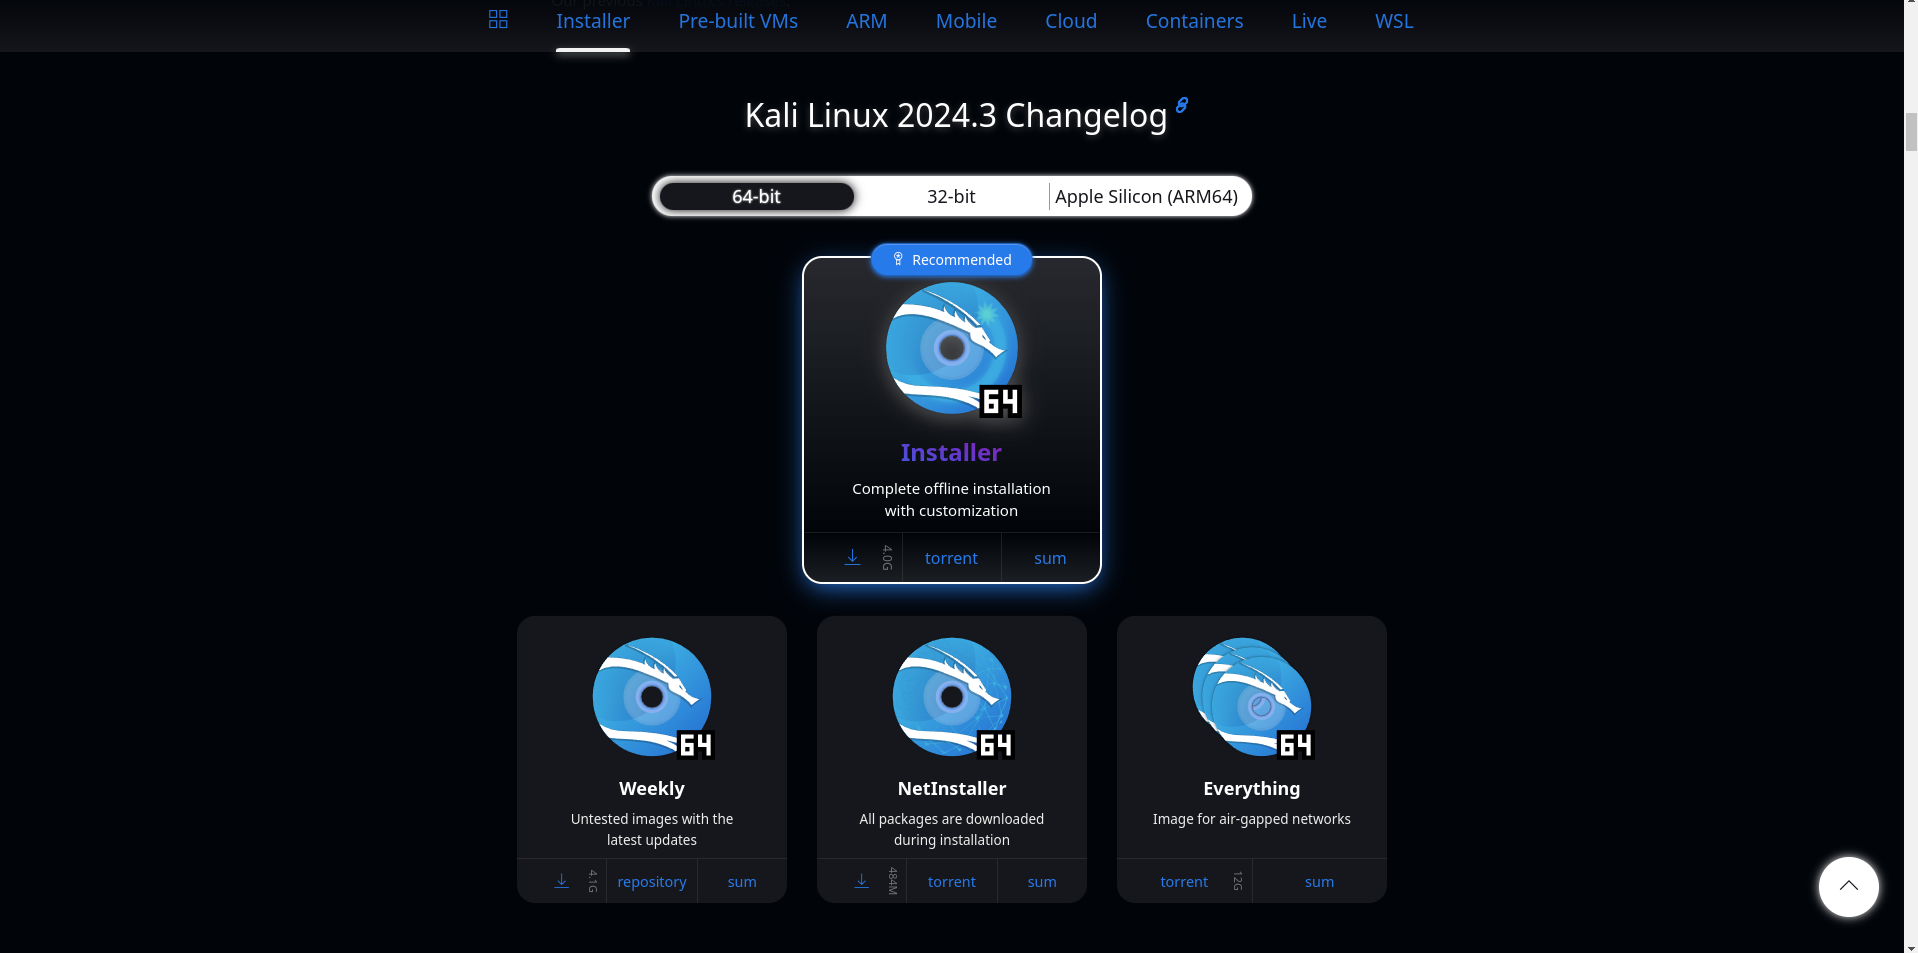 Installer Pre-built VMs ARM Mobile Cloud Containers Live WSL
Kali Linux 2024.3 Changelog
64-bit 32-bit Apple Silicon (ARM64)
Recommended
64
Installer
Complete offline installation
with customization
4.0G torrent sum
64
Weekly
Untested images with the
latest updates
4.1G repository sum
64
NetInstaller
All packages are downloaded
during installation
484M torrent sum
64
Everything
Image for air-gapped networks
torrent 12G sum